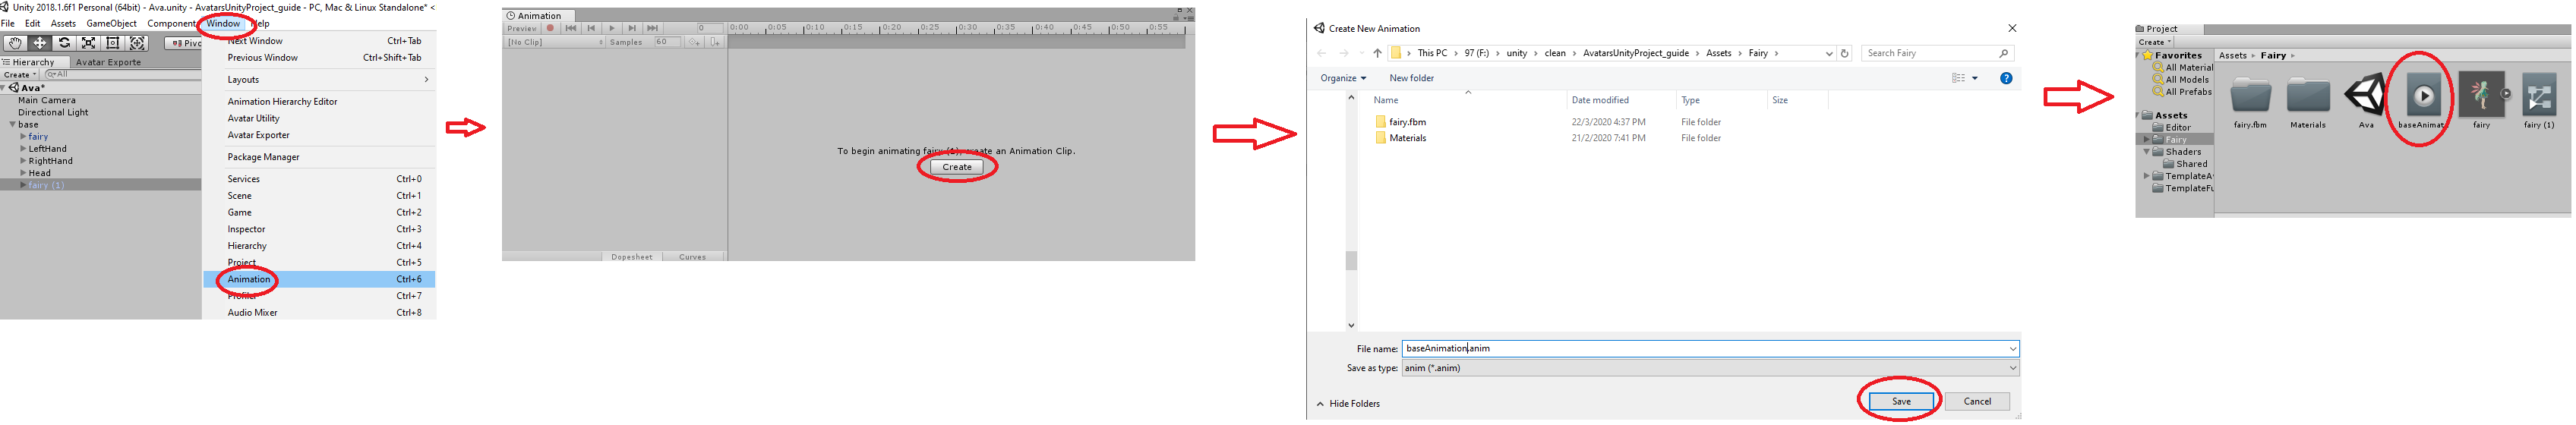 Unity 2018.1.6f1 Personal (64bit) - Ava.unity - AvatarsUnityProject_guide - PC, Mac & Linux Standalone* <
File Edit Assets GameObject Component Window Help
Pivo
Hierarchy Avatar Exporte
Create All
Ava*
Main Camera
Directional Light
base
fairy
LeftHand
RightHand
Head
fairy (1)
Next Window Ctrl+Tab
Previous Window Ctrl+Shift+Tab
Layouts
Animation Hierarchy Editor
Avatar Utility
Avatar Exporter
Package Manager
Services Ctrl+0
Scene Ctrl+1
Game Ctrl+2
Inspector Ctrl+3
Hierarchy Ctrl+4
Project Ctrl+5
Animation Ctrl+6
Profiler Ctrl+7
Audio Mixer Ctrl+8
Animation
Preview 0 0:00 0:05 0:10 0:15 0:20 0:25 0:30 0:35 0:40 0:45 0:50 0:55
[No Clip] Samples 60
To begin animating fairy (1), create an Animation Clip.
Create
Dopesheet Curves
Create New Animation
This PC > 97 (F:) > unity > clean > AvatarsUnityProject_guide > Assets > Fairy > Search Fairy
Organize New folder
Name Date modified Type Size
fairy.fbm 22/3/2020 4:37 PM File folder
Materials 21/2/2020 7:41 PM File folder
File name: baseAnimation.anim
Save as type: anim (*.anim)
Hide Folders Save Cancel
Project
Create
Favorites
All Material
All Models
All Prefabs
Assets
Editor
Fairy
Shaders
Shared
TemplateA
TemplateFu
Assets Fairy
fairy.fbm Materials Ava baseAnimat fairy fairy (1)